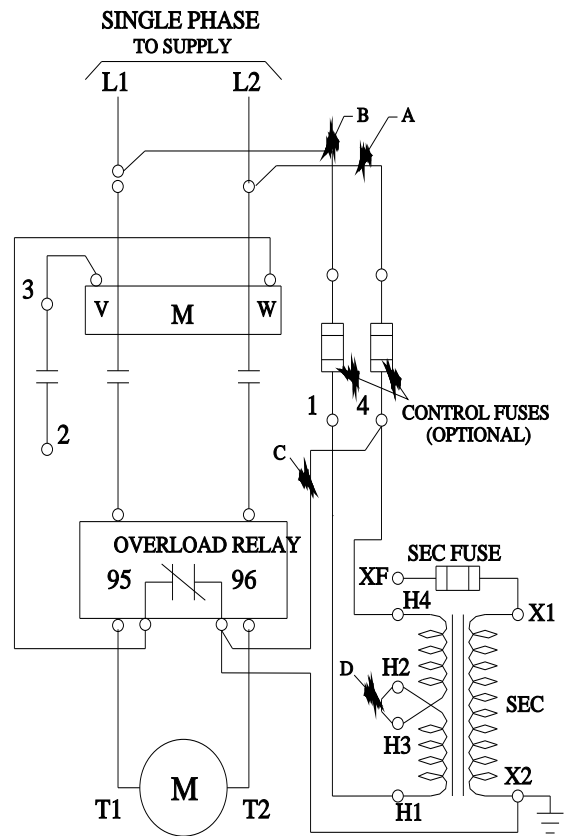 SINGLE PHASE
TO SUPPLY
L1 L2
B A
3
V M W
1 4
CONTROL FUSES
(OPTIONAL)
2
C
OVERLOAD RELAY
95 96
SEC FUSE
XF
H4 X1
D H2
SEC
H3
X2
H1
T1 M T2